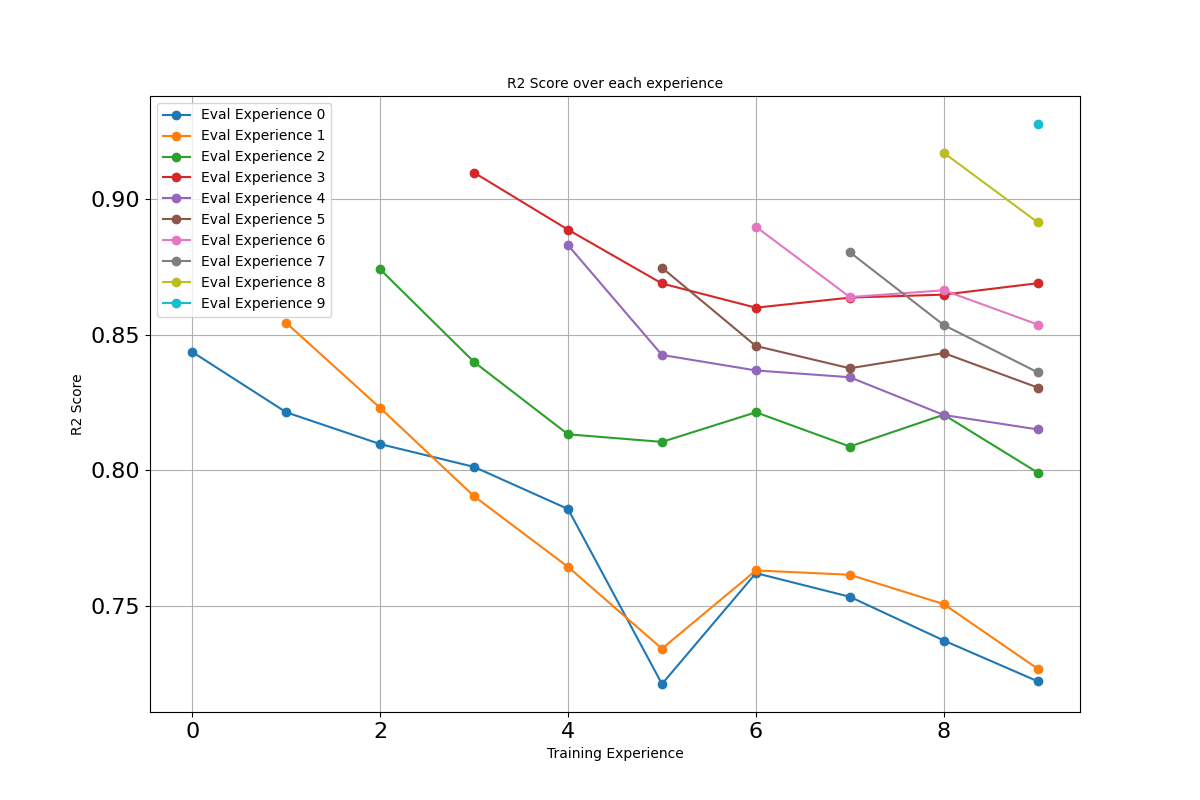 R2 Score over each experience
Eval Experience 0
Eval Experience 1
Eval Experience 2
Eval Experience 3
Eval Experience 4
Eval Experience 5
Eval Experience 6
Eval Experience 7
Eval Experience 8
Eval Experience 9
0.90
0.85
0.80
0.75
R2 Score
0 2 4 6 8
Training Experience